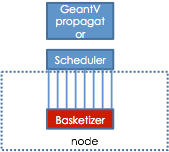 GeantV
propagat
or
Scheduler
Basketizer
node